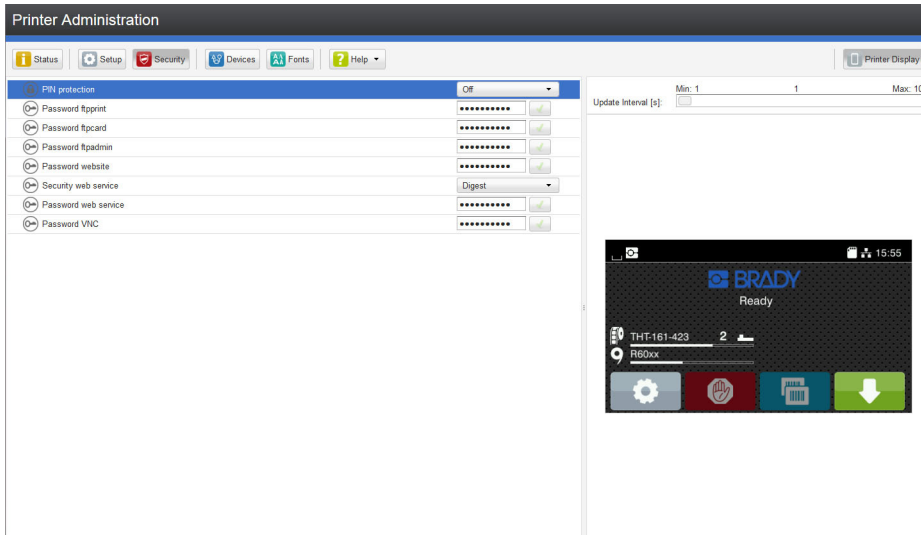 Printer Administration
Status Setup Security Devices Fonts Help Printer Display
PIN protection Off
Password ftpprint ••••••••••
Password ftpcard ••••••••••
Password ftpadmin ••••••••••
Password website ••••••••••
Security web service Digest
Password web service ••••••••••
Password VNC ••••••••••
Min: 1 1 Max: 10
Update Interval [s]:
15:55
BRADY
Ready
THT-161-423 2
R60xx